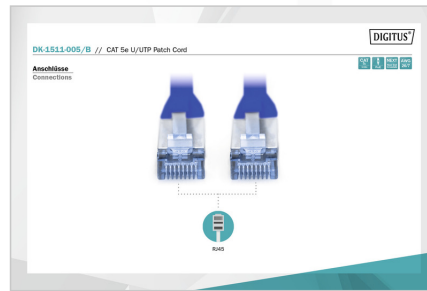 DIGITUS®
DK-1511-005/B // CAT 5e U/UTP Patch Cord
Anschlüsse
Connections
RJ45